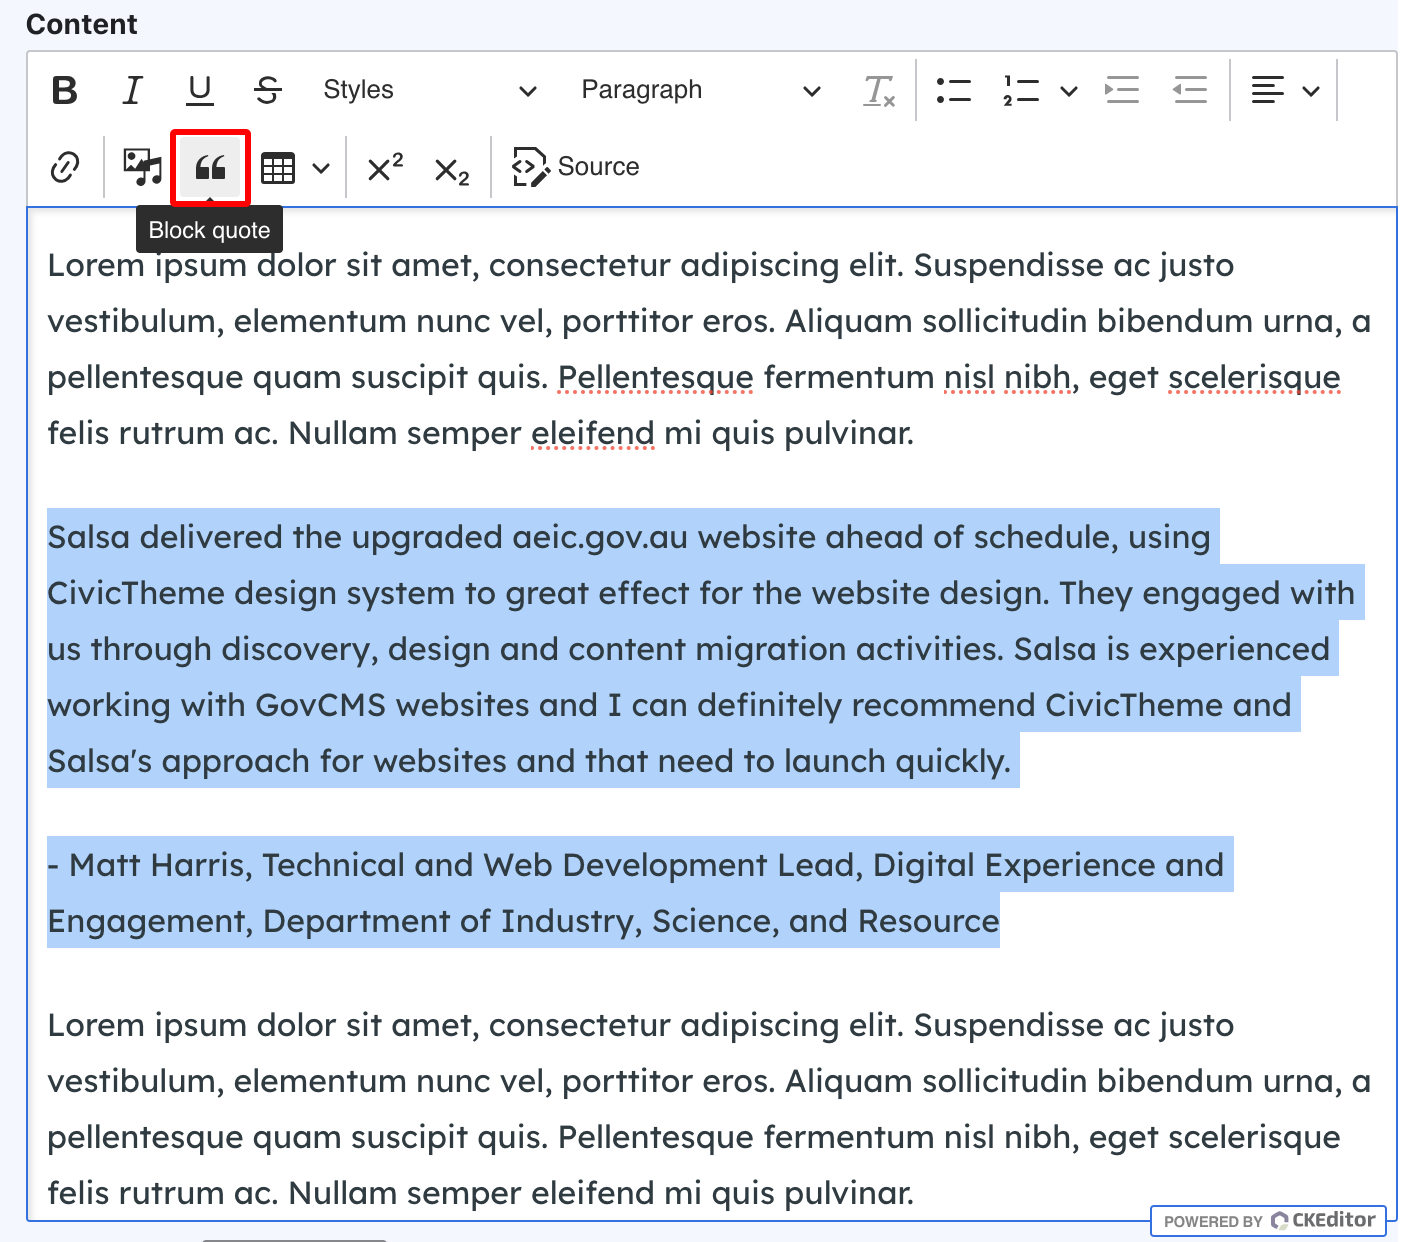 Content
B I U S Styles Paragraph Tx 1 2
X2 X2 Source
Block quote
Lorem ipsum dolor sit amet, consectetur adipiscing elit. Suspendisse ac justo
vestibulum, elementum nunc vel, porttitor eros. Aliquam sollicitudin bibendum urna, a
pellentesque quam suscipit quis. Pellentesque fermentum nisl nibh, eget scelerisque
felis rutrum ac. Nullam semper eleifend mi quis pulvinar.
Salsa delivered the upgraded aeic.gov.au website ahead of schedule, using
CivicTheme design system to great effect for the website design. They engaged with
us through discovery, design and content migration activities. Salsa is experienced
working with GovCMS websites and I can definitely recommend CivicTheme and
Salsa's approach for websites and that need to launch quickly.
- Matt Harris, Technical and Web Development Lead, Digital Experience and
Engagement, Department of Industry, Science, and Resource
Lorem ipsum dolor sit amet, consectetur adipiscing elit. Suspendisse ac justo
vestibulum, elementum nunc vel, porttitor eros. Aliquam sollicitudin bibendum urna, a
pellentesque quam suscipit quis. Pellentesque fermentum nisl nibh, eget scelerisque
felis rutrum ac. Nullam semper eleifend mi quis pulvinar.
POWERED BY CKEditor